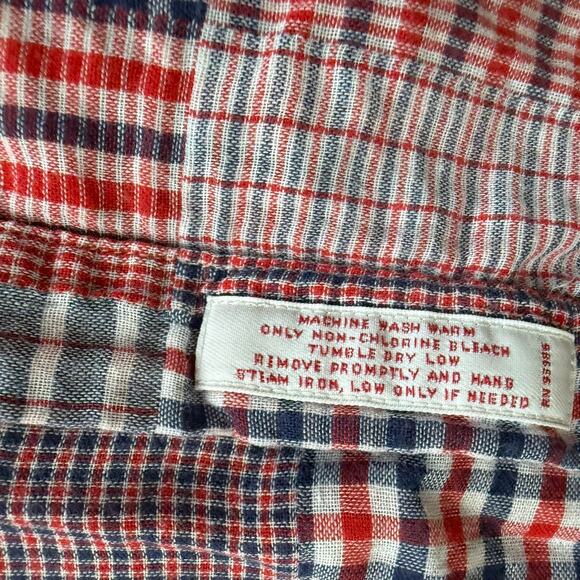 MACHINE WASH WARM
ONLY NON-CHLORINE BLEACH
TUMBLE DRY LOW
REMOVE PROMPTLY AND HANG
STEAM IRON, LOW ONLY IF NEEDED